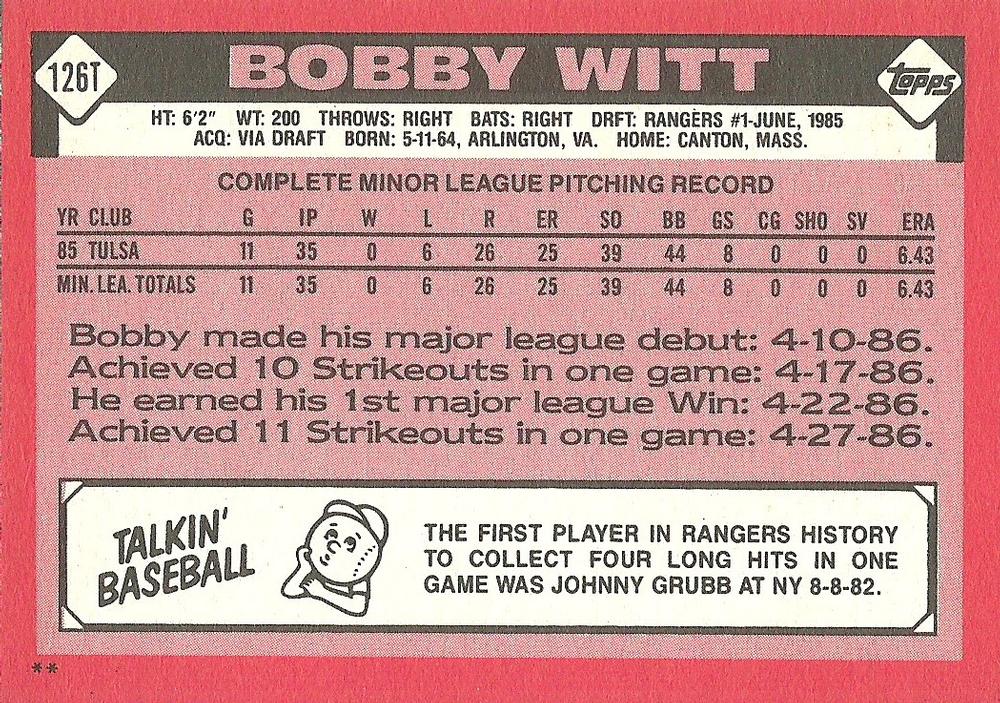 126T
BOBBY WITT
topps
HT: 6'2" WT: 200 THROWS: RIGHT BATS: RIGHT DRFT: RANGERS #1-JUNE, 1985
ACQ: VIA DRAFT BORN: 5-11-64, ARLINGTON, VA. HOME: CANTON, MASS.
COMPLETE MINOR LEAGUE PITCHING RECORD
YR CLUB G IP W L R ER SO BB GS CG SHO SV ERA
85 TULSA 11 35 0 6 26 25 39 44 8 0 0 0 6.43
MIN. LEA. TOTALS 11 35 0 6 26 25 39 44 8 0 0 0 6.43
Bobby made his major league debut: 4-10-86.
Achieved 10 Strikeouts in one game: 4-17-86.
He earned his 1st major league Win: 4-22-86.
Achieved 11 Strikeouts in one game: 4-27-86.
TALKIN'
BASEBALL
THE FIRST PLAYER IN RANGERS HISTORY
TO COLLECT FOUR LONG HITS IN ONE
GAME WAS JOHNNY GRUBB AT NY 8-8-82.
**